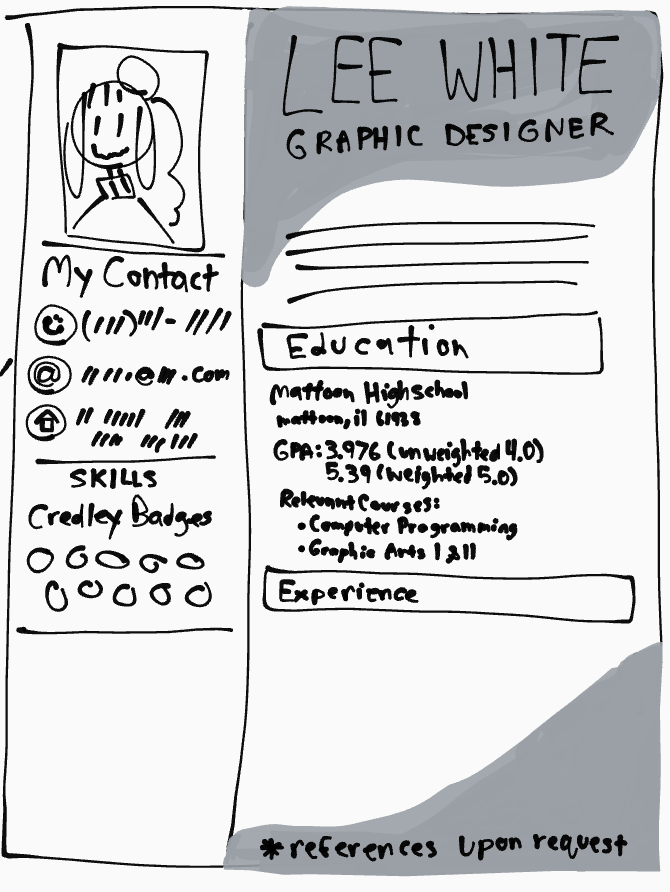 LEE WHITE
GRAPHIC DESIGNER
My Contact
@
.com
SKILLS
Credley Badges
Education
Mattoon Highschool
mattoon, il 61938
GPA: 3.976 (unweighted 4.0)
5.39 (weighted 5.0)
Relevant Courses:
• Computer Programming
• Graphic Arts I & II
Experience
*references upon request